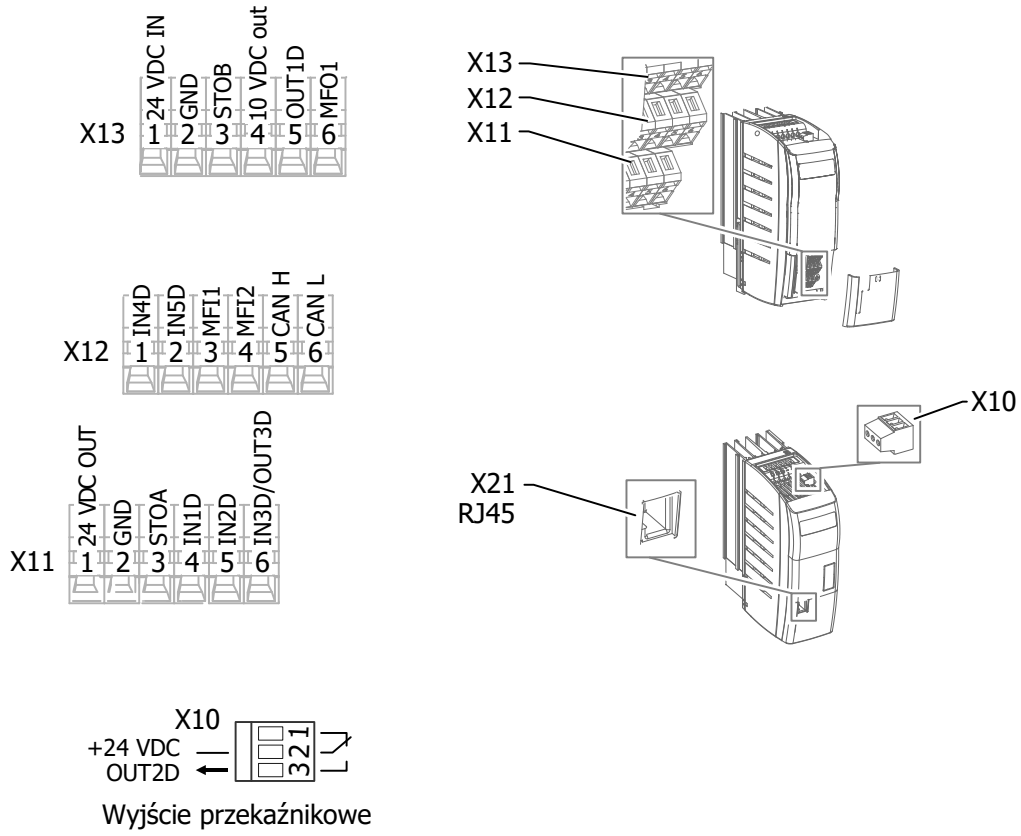 X13
24 VDC IN
GND
STOB
10 VDC out
OUT1D
MFO1
1 2 3 4 5 6
X12
IN4D
IN5D
MFI1
MFI2
CAN H
CAN L
1 2 3 4 5 6
X11
24 VDC OUT
GND
STOA
IN1D
IN2D
IN3D/OUT3D
1 2 3 4 5 6
X10
+24 VDC
OUT2D
3 2 1
Wyjście przekaźnikowe
X13
X12
X11
X10
X21
RJ45